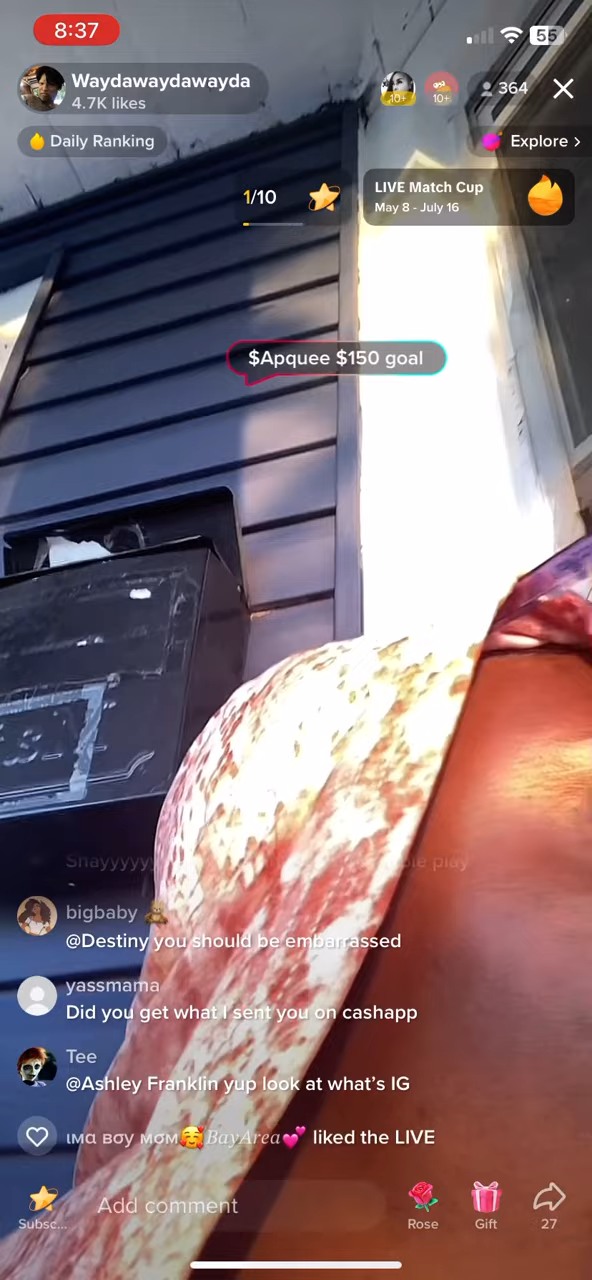 8:37
55
Waydawaydawayda
4.7K likes
10+
10+
364
Daily Ranking
Explore >
1/10
LIVE Match Cup
May 8 - July 16
$Apquee $150 goal
play
bigbaby 🧸
@Destiny you should be embarrassed
yassmama
Did you get what I sent you on cashapp
Tee
@Ashley Franklin yup look at what's IG
ιмα вσу мσм🥰𝐵𝑎𝑦𝐴𝑟𝑒𝑎💕 liked the LIVE
Subsc...
Add comment
Rose
Gift
27